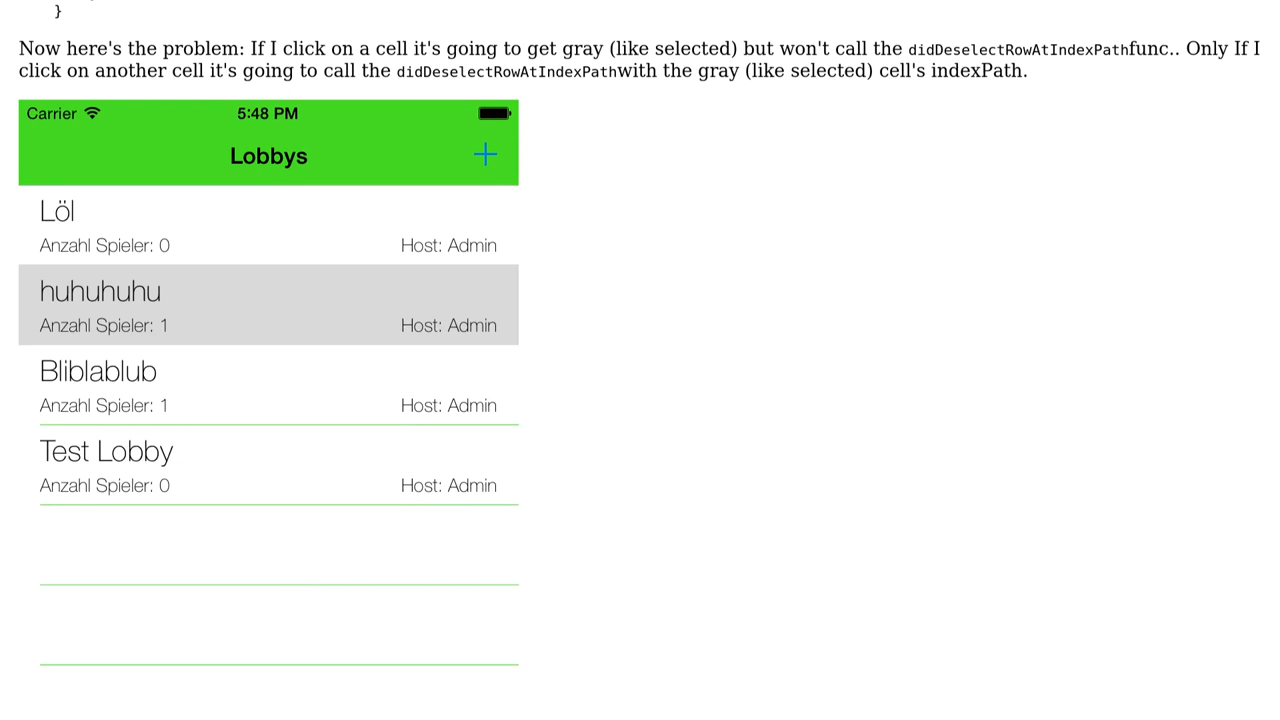 }
Now here's the problem: If I click on a cell it's going to get gray (like selected) but won't call the didDeselectRowAtIndexPathfunc.. Only If I
click on another cell it's going to call the didDeselectRowAtIndexPathwith the gray (like selected) cell's indexPath.
Carrier 5:48 PM
Lobbys +
Löl
Anzahl Spieler: 0 Host: Admin
huhuhuhu
Anzahl Spieler: 1 Host: Admin
Bliblablub
Anzahl Spieler: 1 Host: Admin
Test Lobby
Anzahl Spieler: 0 Host: Admin